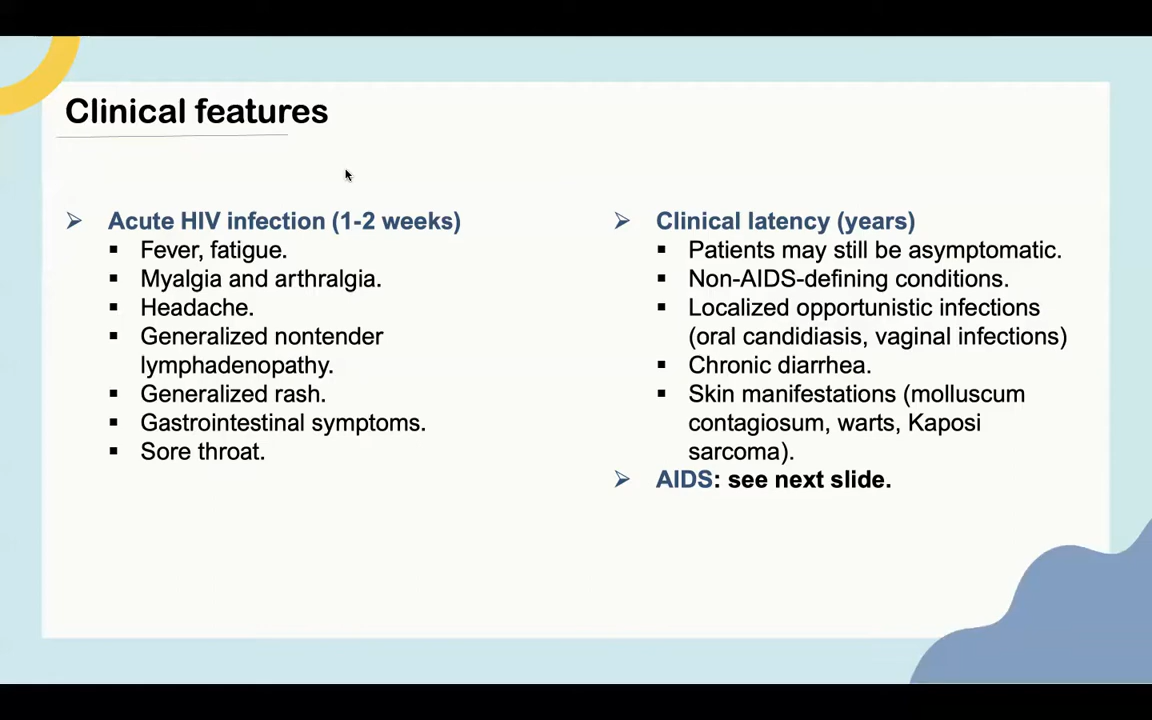 Clinical features
Acute HIV infection (1-2 weeks)
Fever, fatigue.
Myalgia and arthralgia.
Headache.
Generalized nontender
lymphadenopathy.
Generalized rash.
Gastrointestinal symptoms.
Sore throat.
Clinical latency (years)
Patients may still be asymptomatic.
Non-AIDS-defining conditions.
Localized opportunistic infections
(oral candidiasis, vaginal infections)
Chronic diarrhea.
Skin manifestations (molluscum
contagiosum, warts, Kaposi
sarcoma).
AIDS: see next slide.